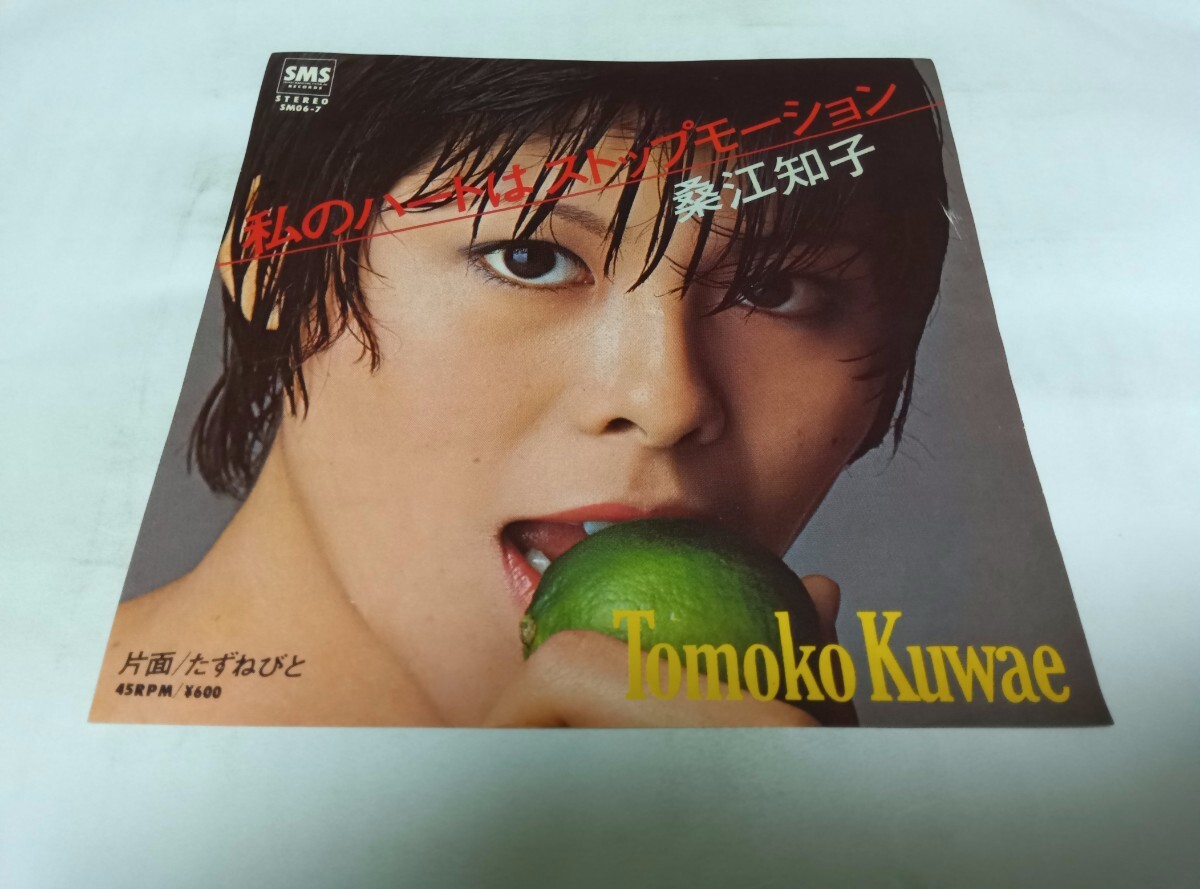 SMS
RECORDS
STEREO
SM06-7
私のハートはストップモーション
桑江知子
Tomoko Kuwae
片面/たずねびと
45RPM/¥600